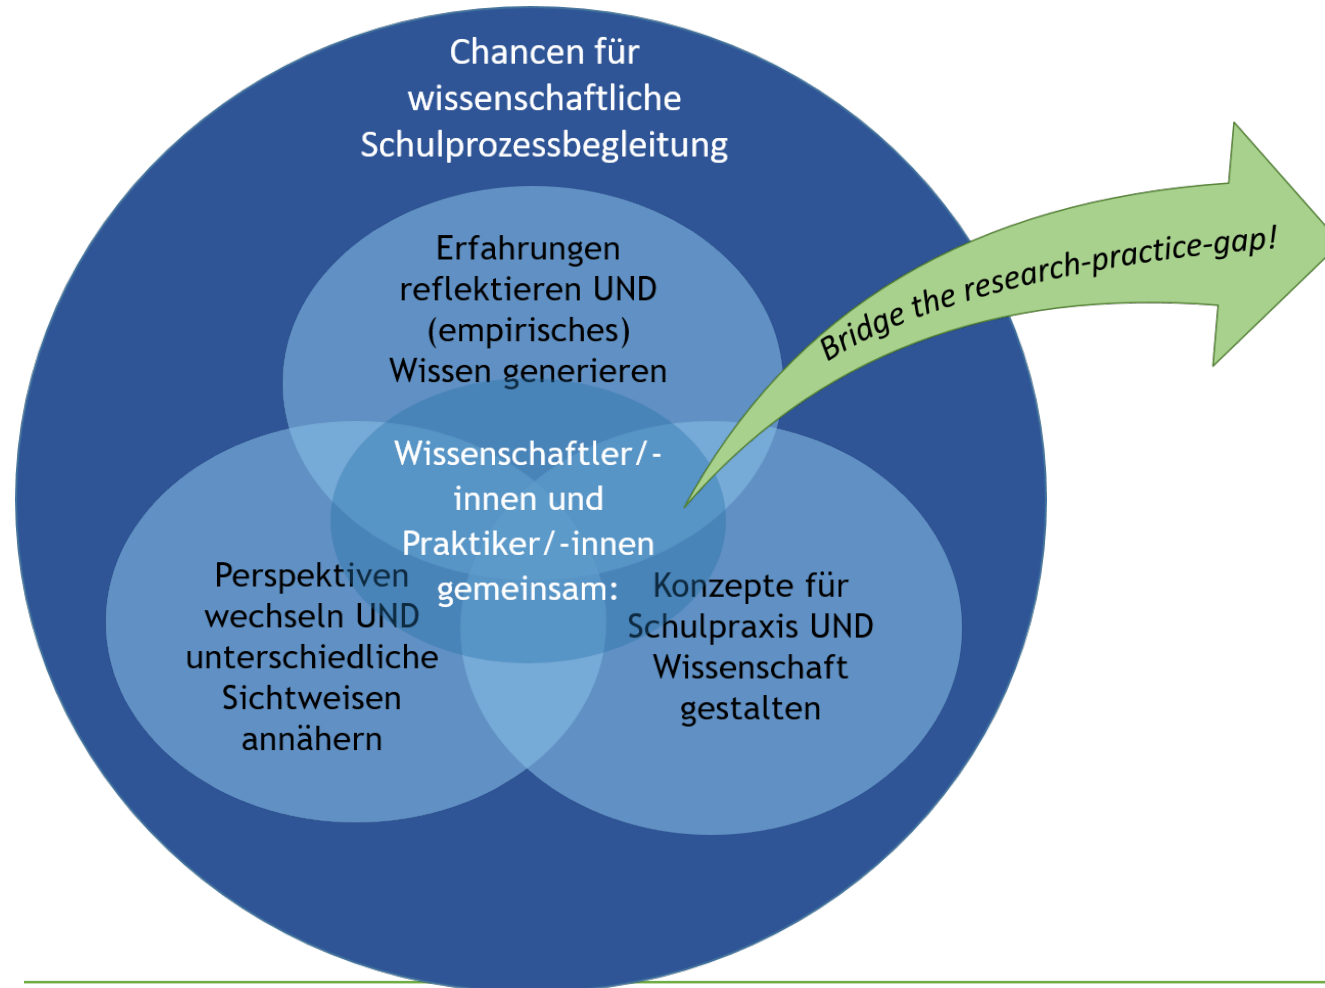 Chancen für
wissenschaftliche
Schulprozessbegleitung
Erfahrungen
reflektieren UND
(empirisches)
Wissen generieren
Bridge the research-practice-gap!
Wissenschaftler/-
innen und
Praktiker/-innen
gemeinsam:
Perspektiven
wechseln UND
unterschiedliche
Sichtweisen
annähern
Konzepte für
Schulpraxis UND
Wissenschaft
gestalten